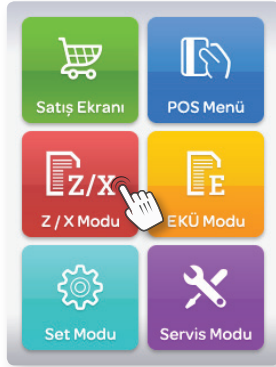 Satış Ekranı
POS Menü
Z/X
Z / X Modu
E
EKÜ Modu
Set Modu
Servis Modu